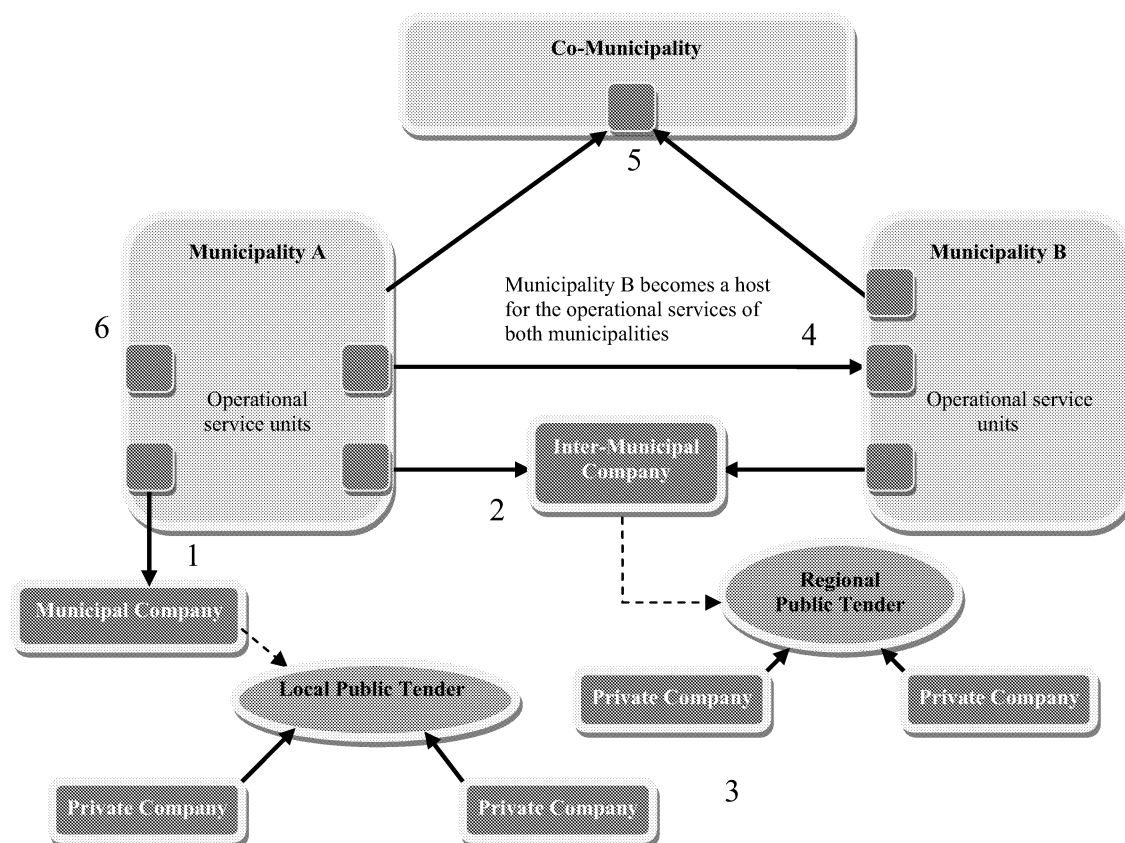 Co-Municipality
5
Municipality A
Municipality B
Municipality B becomes a host
for the operational services of
both municipalities
6
4
Operational
service units
Operational service
units
Inter-Municipal
Company
2
1
Municipal Company
Regional
Public Tender
Local Public Tender
Private Company
Private Company
3
Private Company
Private Company